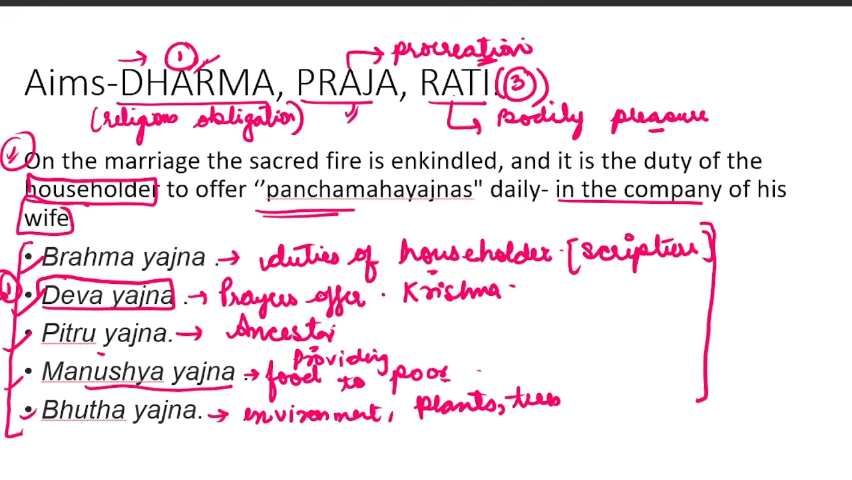 ① procreation
Aims-DHARMA, PRAJA, RATI. (③)
(religious obligation) Bodily pleasure
On the marriage the sacred fire is enkindled, and it is the duty of the
householder to offer ‘’panchamahayajnas" daily- in the company of his
wife
• Brahma yajna . → duties of householder. [scripture]
• Deva yajna . → Prayers offer. Krishna.
• Pitru yajna. → Ancestor
providing
• Manushya yajna . → food to poor
• Bhutha yajna. → environment, plants, trees